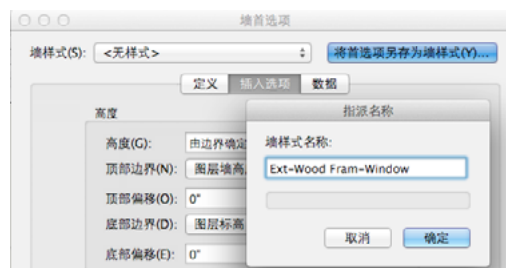 墙首选项
墙样式(S): <无样式> 将首选项另存为墙样式(Y)...
定义 插入选项 数据
高度
指派名称
高度(G): 由边界确定
墙样式名称:
顶部边界(N): 图层墙高
Ext-Wood Fram-Window
顶部偏移(O): 0"
底部边界(D): 图层标高
取消 确定
底部偏移(E): 0"